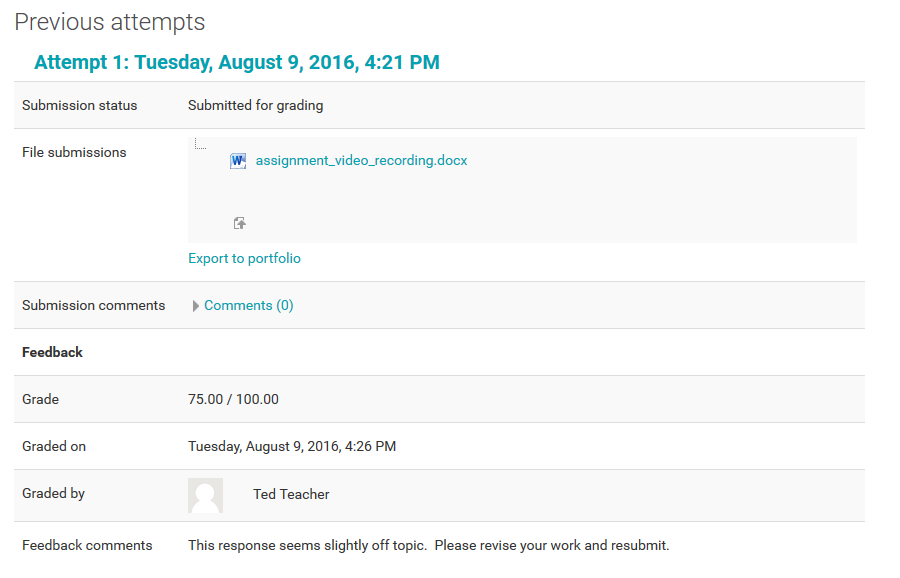 Previous attempts
Attempt 1: Tuesday, August 9, 2016, 4:21 PM
Submission status Submitted for grading
File submissions
assignment_video_recording.docx
Export to portfolio
Submission comments Comments (0)
Feedback
Grade 75.00 / 100.00
Graded on Tuesday, August 9, 2016, 4:26 PM
Graded by Ted Teacher
Feedback comments This response seems slightly off topic.  Please revise your work and resubmit.